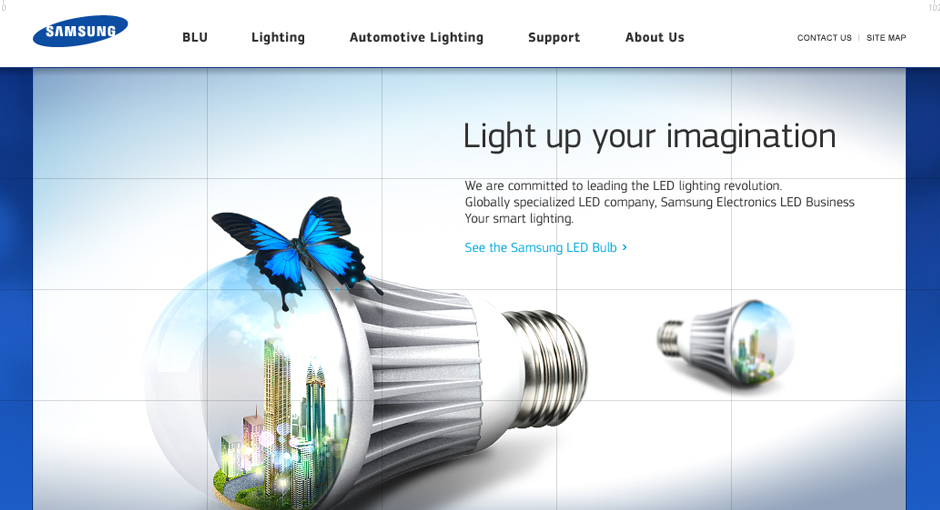 0
102
SAMSUNG
BLU
Lighting
Automotive Lighting
Support
About Us
CONTACT US | SITE MAP
Light up your imagination
We are committed to leading the LED lighting revolution.
Globally specialized LED company, Samsung Electronics LED Business
Your smart lighting.
See the Samsung LED Bulb >